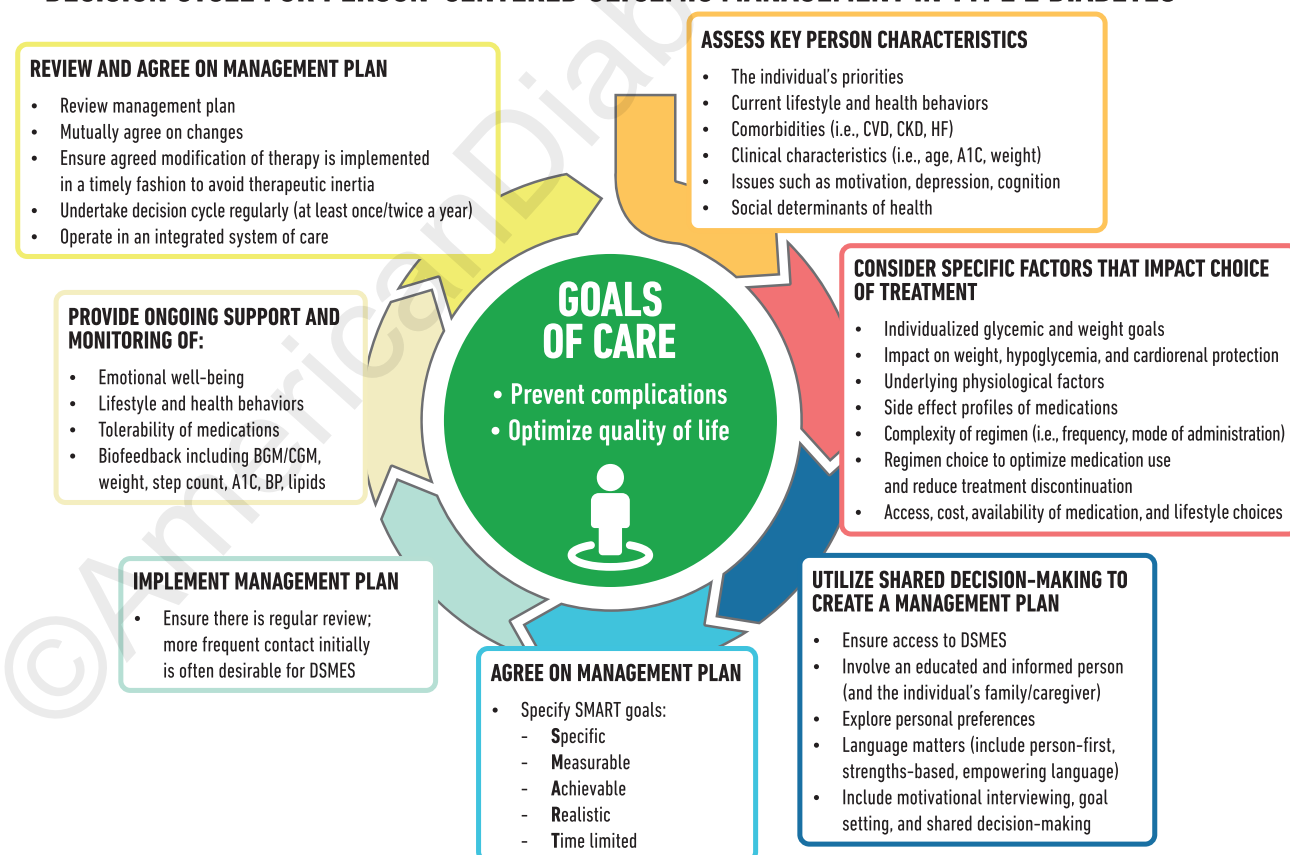 DECISION CYCLE FOR PERSON-CENTERED GLYCEMIC MANAGEMENT IN TYPE 2 DIABETES
ASSESS KEY PERSON CHARACTERISTICS
• The individual's priorities
• Current lifestyle and health behaviors
• Comorbidities (i.e., CVD, CKD, HF)
• Clinical characteristics (i.e., age, A1C, weight)
• Issues such as motivation, depression, cognition
• Social determinants of health
CONSIDER SPECIFIC FACTORS THAT IMPACT CHOICE
OF TREATMENT
• Individualized glycemic and weight goals
• Impact on weight, hypoglycemia, and cardiorenal protection
• Underlying physiological factors
• Side effect profiles of medications
• Complexity of regimen (i.e., frequency, mode of administration)
• Regimen choice to optimize medication use
and reduce treatment discontinuation
• Access, cost, availability of medication, and lifestyle choices
UTILIZE SHARED DECISION-MAKING TO
CREATE A MANAGEMENT PLAN
• Ensure access to DSMES
• Involve an educated and informed person
(and the individual's family/caregiver)
• Explore personal preferences
• Language matters (include person-first,
strengths-based, empowering language)
• Include motivational interviewing, goal
setting, and shared decision-making
AGREE ON MANAGEMENT PLAN
• Specify SMART goals:
- Specific
- Measurable
- Achievable
- Realistic
- Time limited
IMPLEMENT MANAGEMENT PLAN
• Ensure there is regular review;
more frequent contact initially
is often desirable for DSMES
PROVIDE ONGOING SUPPORT AND
MONITORING OF:
• Emotional well-being
• Lifestyle and health behaviors
• Tolerability of medications
• Biofeedback including BGM/CGM,
weight, step count, A1C, BP, lipids
REVIEW AND AGREE ON MANAGEMENT PLAN
• Review management plan
• Mutually agree on changes
• Ensure agreed modification of therapy is implemented
in a timely fashion to avoid therapeutic inertia
• Undertake decision cycle regularly (at least once/twice a year)
• Operate in an integrated system of care
GOALS
OF CARE
• Prevent complications
• Optimize quality of life
©AmericanDiab